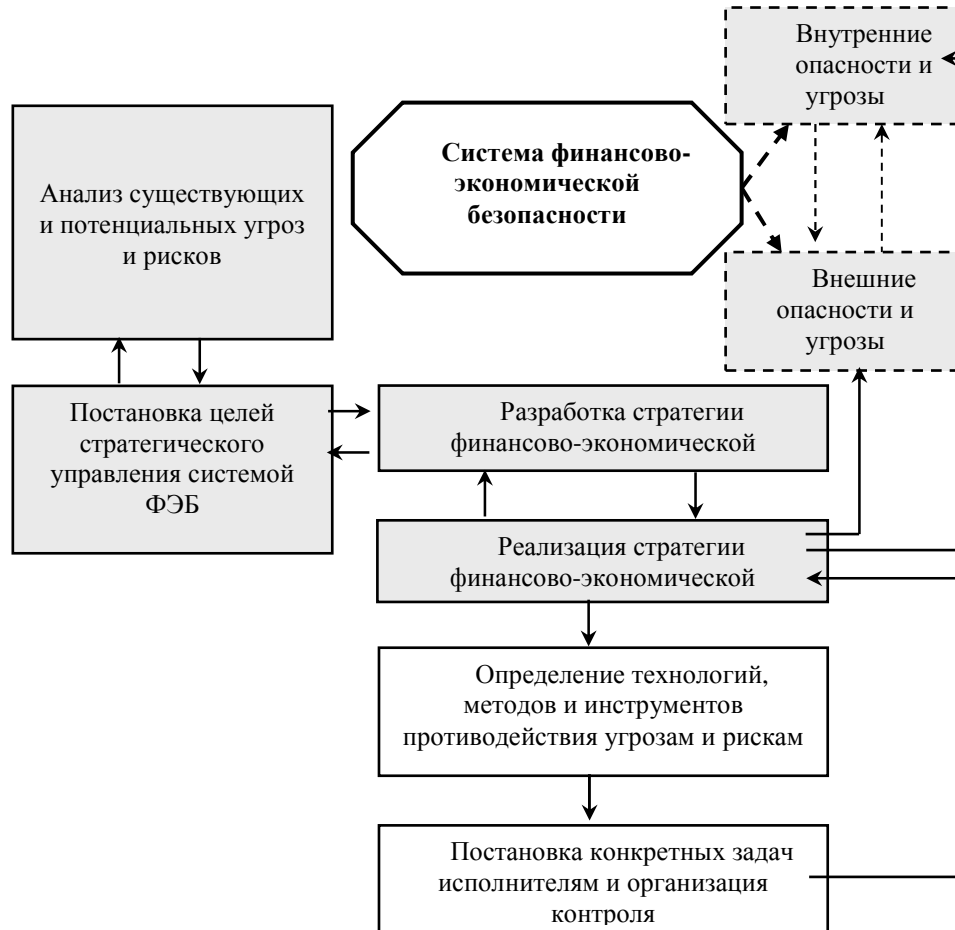 Внутренние
опасности и
угрозы
Система финансово-
экономической
безопасности
Анализ существующих
и потенциальных угроз
и рисков
Внешние
опасности и
угрозы
Постановка целей
стратегического
управления системой
ФЭБ
Разработка стратегии
финансово-экономической
Реализация стратегии
финансово-экономической
Определение технологий,
методов и инструментов
противодействия угрозам и рискам
Постановка конкретных задач
исполнителям и организация
контроля